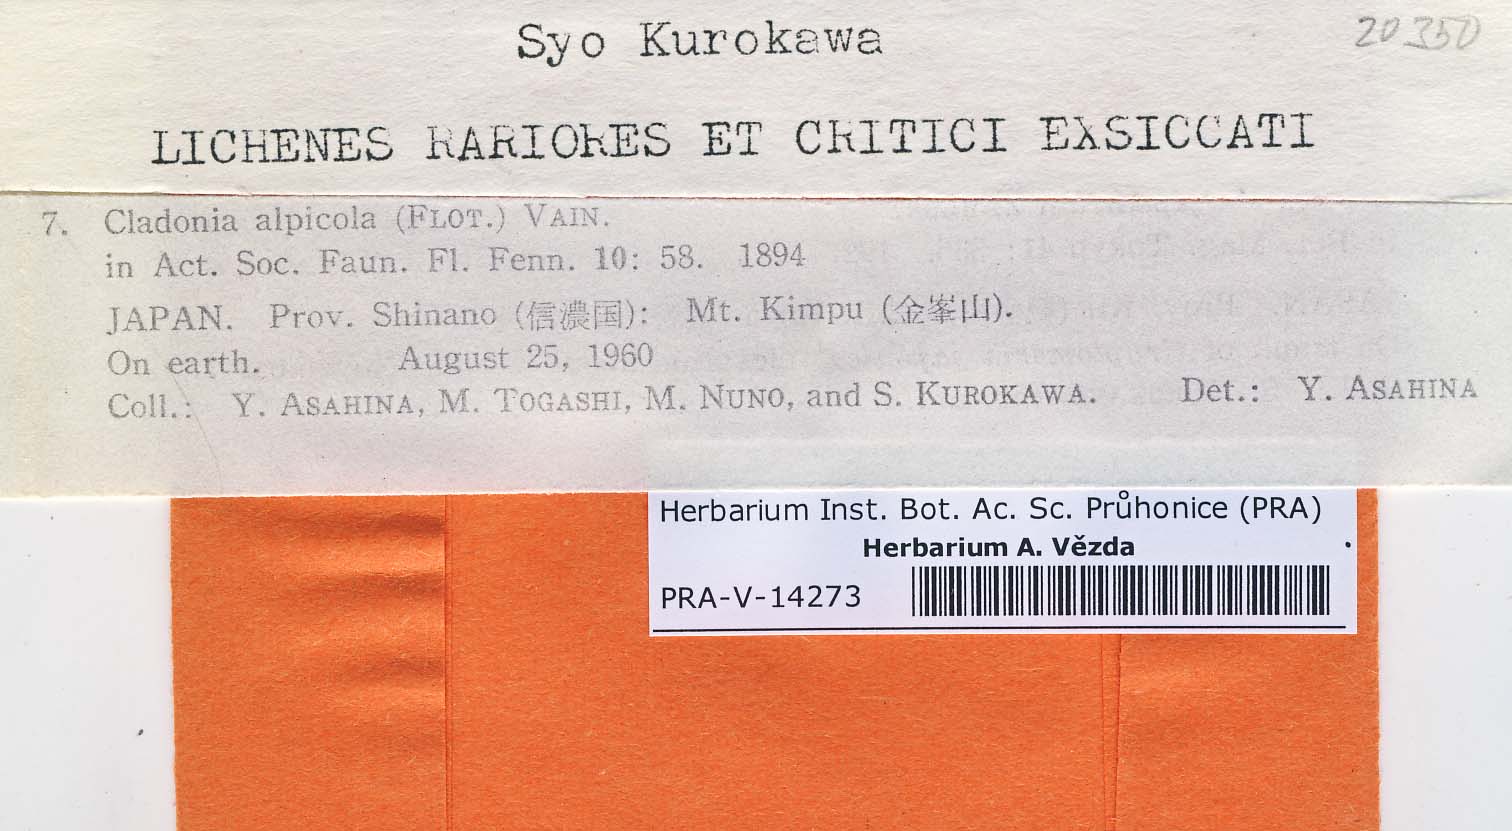 Syo Kurokawa 20350
LICHENES RARIORES ET CRITICI EXSICCATI
7. Cladonia alpicola (FLOT.) VAIN.
in Act. Soc. Faun. Fl. Fenn. 10: 58. 1894
JAPAN. Prov. Shinano (信濃国): Mt. Kimpu (金峯山).
On earth. August 25, 1960
Coll.: Y. ASAHINA, M. TOGASHI, M. NUNO, and S. KUROKAWA. Det.: Y. ASAHINA
Herbarium Inst. Bot. Ac. Sc. Průhonice (PRA)
Herbarium A. Vězda
PRA-V-14273